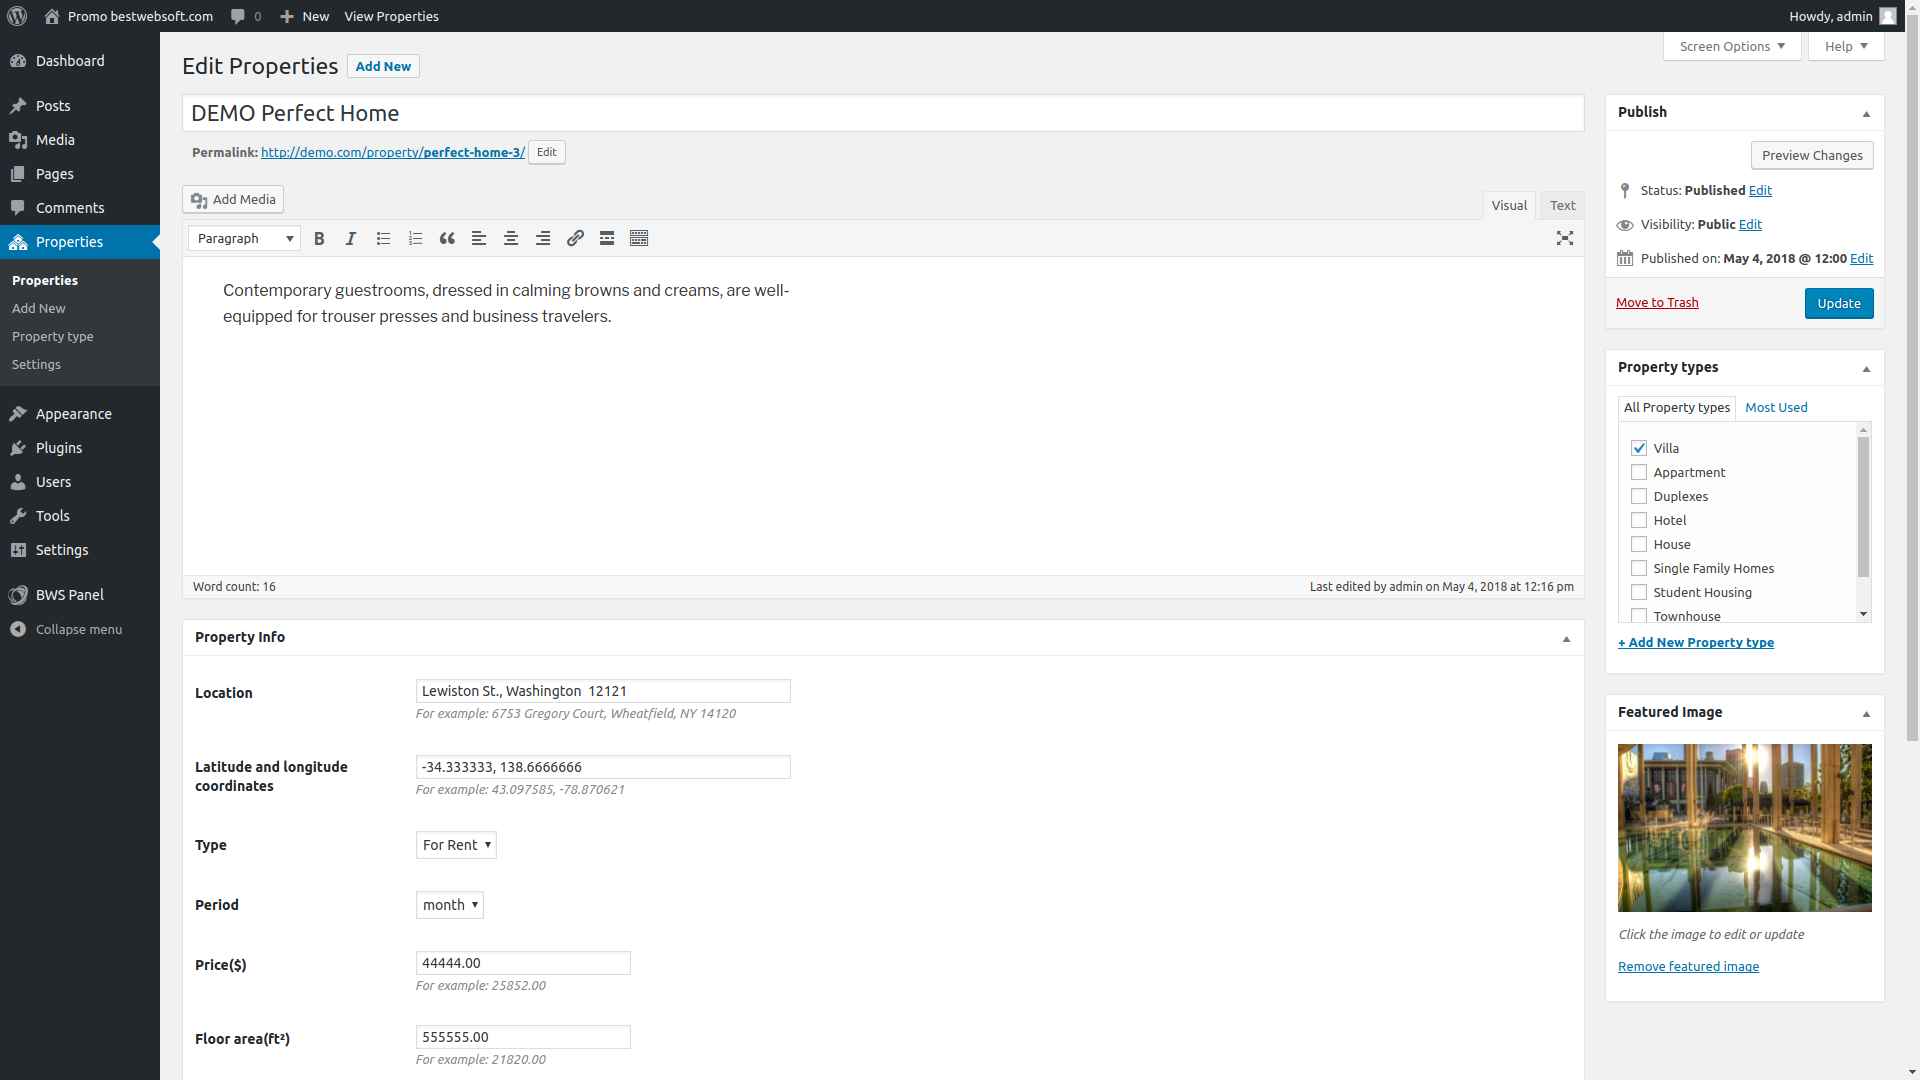 Promo bestwebsoft.com
0
New
View Properties
Howdy, admin
Dashboard
Posts
Media
Pages
Comments
Properties
Properties
Add New
Property type
Settings
Appearance
Plugins
Users
Tools
Settings
BWS Panel
Collapse menu
Screen Options
Help
Edit Properties
Add New
DEMO Perfect Home
Permalink: http://demo.com/property/perfect-home-3/ Edit
Add Media
Visual
Text
Paragraph
B
I
Contemporary guestrooms, dressed in calming browns and creams, are well-
equipped for trouser presses and business travelers.
Word count: 16
Last edited by admin on May 4, 2018 at 12:16 pm
Property Info
Location
Lewiston St., Washington 12121
For example: 6753 Gregory Court, Wheatfield, NY 14120
Latitude and longitude
coordinates
-34.333333, 138.6666666
For example: 43.097585, -78.870621
Type
For Rent
Period
month
Price($)
44444.00
For example: 25852.00
Floor area(ft²)
555555.00
For example: 21820.00
Publish
Preview Changes
Status: Published Edit
Visibility: Public Edit
Published on: May 4, 2018 @ 12:00 Edit
Move to Trash
Update
Property types
All Property types
Most Used
Villa
Appartment
Duplexes
Hotel
House
Single Family Homes
Student Housing
Townhouse
+ Add New Property type
Featured Image
Click the image to edit or update
Remove featured image